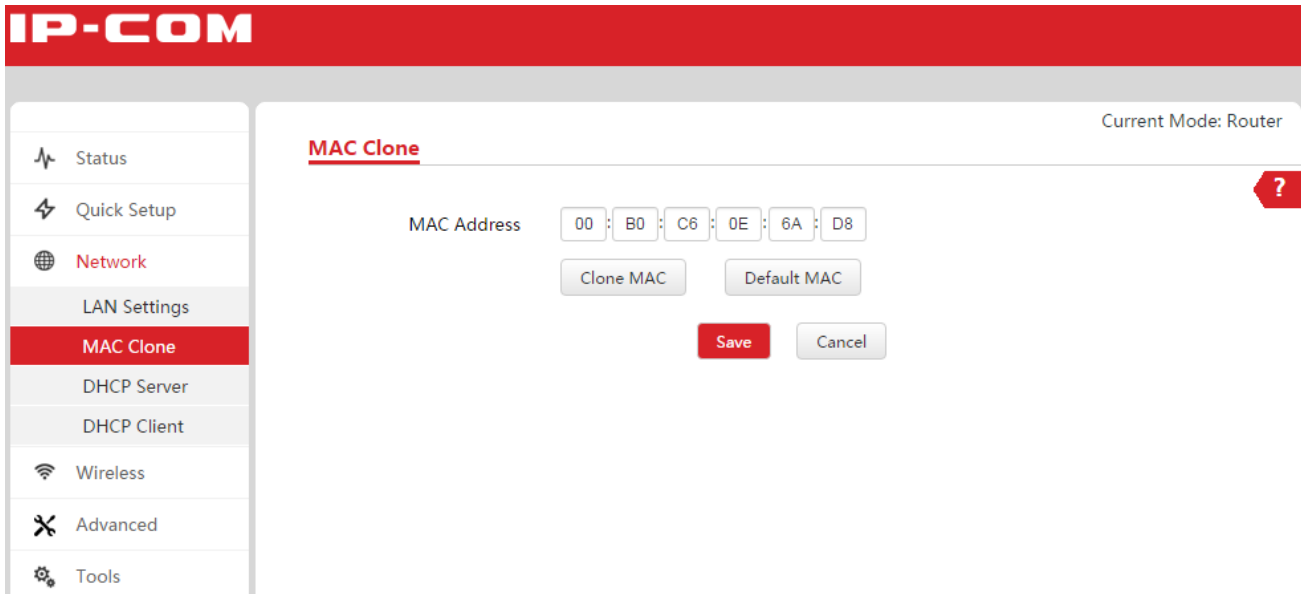 IP-COM
Current Mode: Router
MAC Clone
?
Status
Quick Setup
MAC Address 00 : B0 : C6 : 0E : 6A : D8
Network
Clone MAC Default MAC
LAN Settings
MAC Clone
Save Cancel
DHCP Server
DHCP Client
Wireless
Advanced
Tools